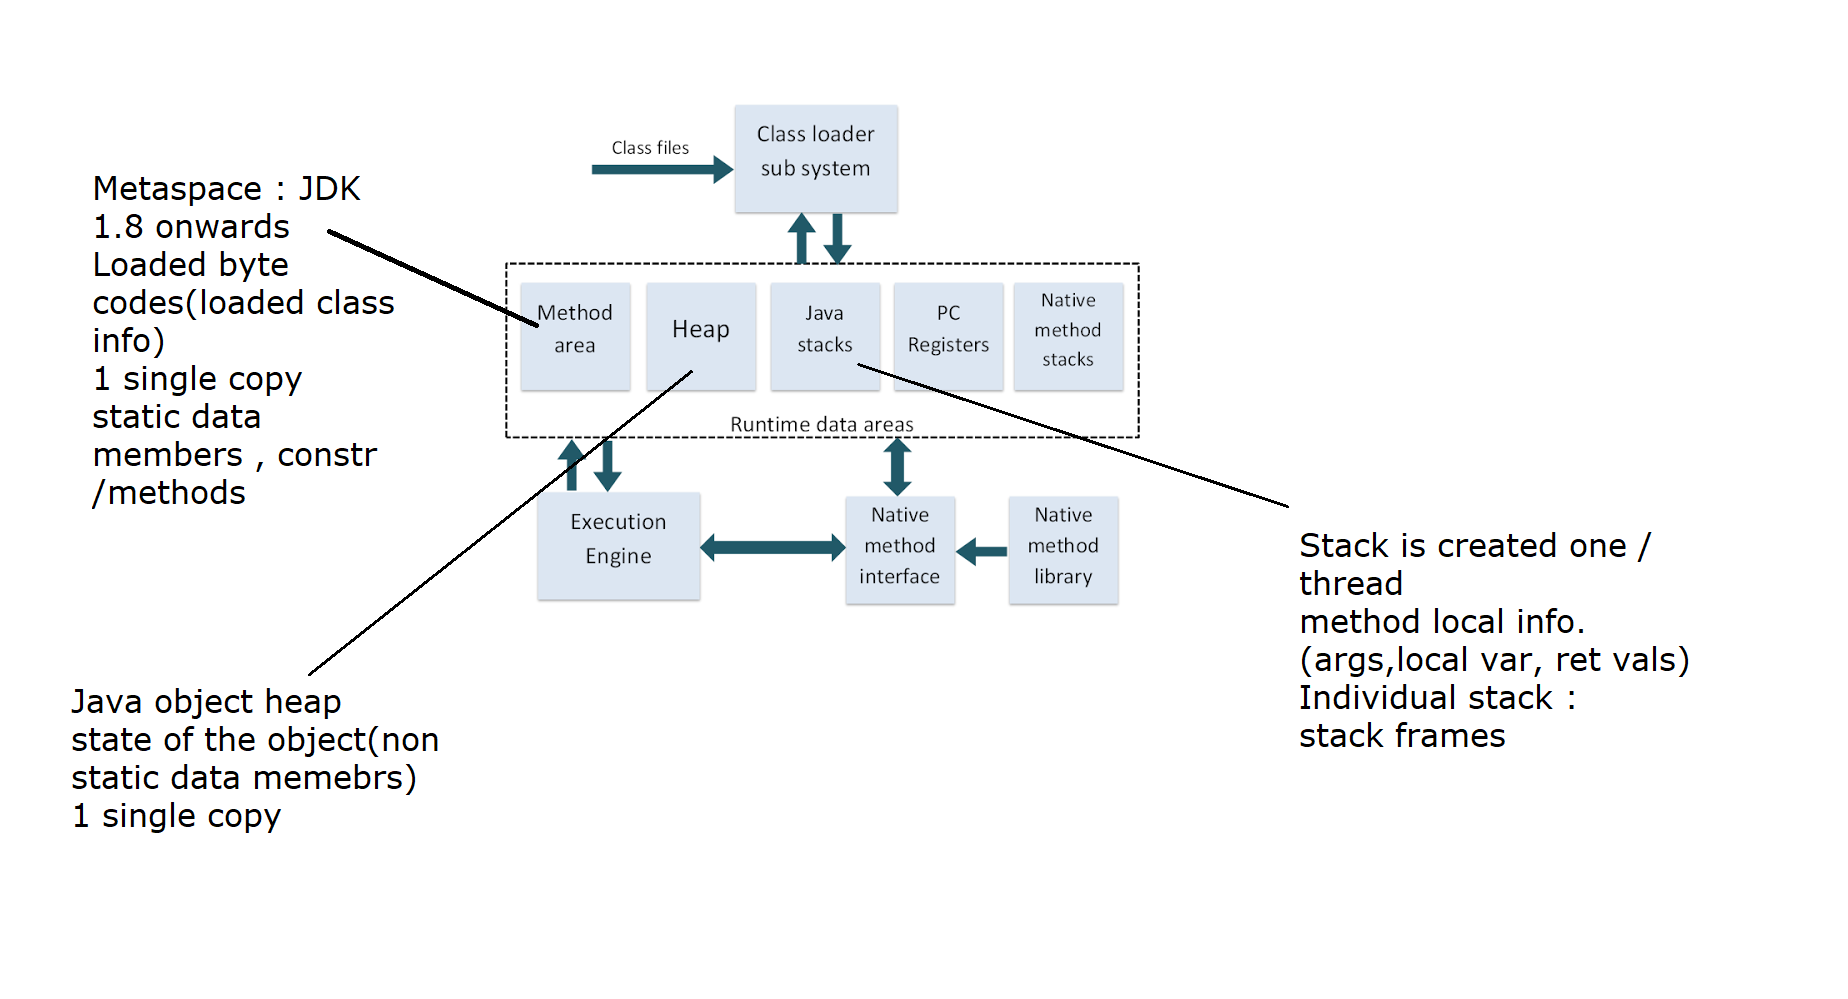 Class loader
sub system
Class files
Metaspace : JDK
1.8 onwards
Loaded byte
codes(loaded class
info)
1 single copy
static data
members , constr
/methods
Method
area
Heap
Java
stacks
PC
Registers
Native
method
stacks
Runtime data areas
Execution
Engine
Native
method
interface
Native
method
library
Stack is created one /
thread
method local info.
(args,local var, ret vals)
Individual stack :
stack frames
Java object heap
state of the object(non
static data memebrs)
1 single copy